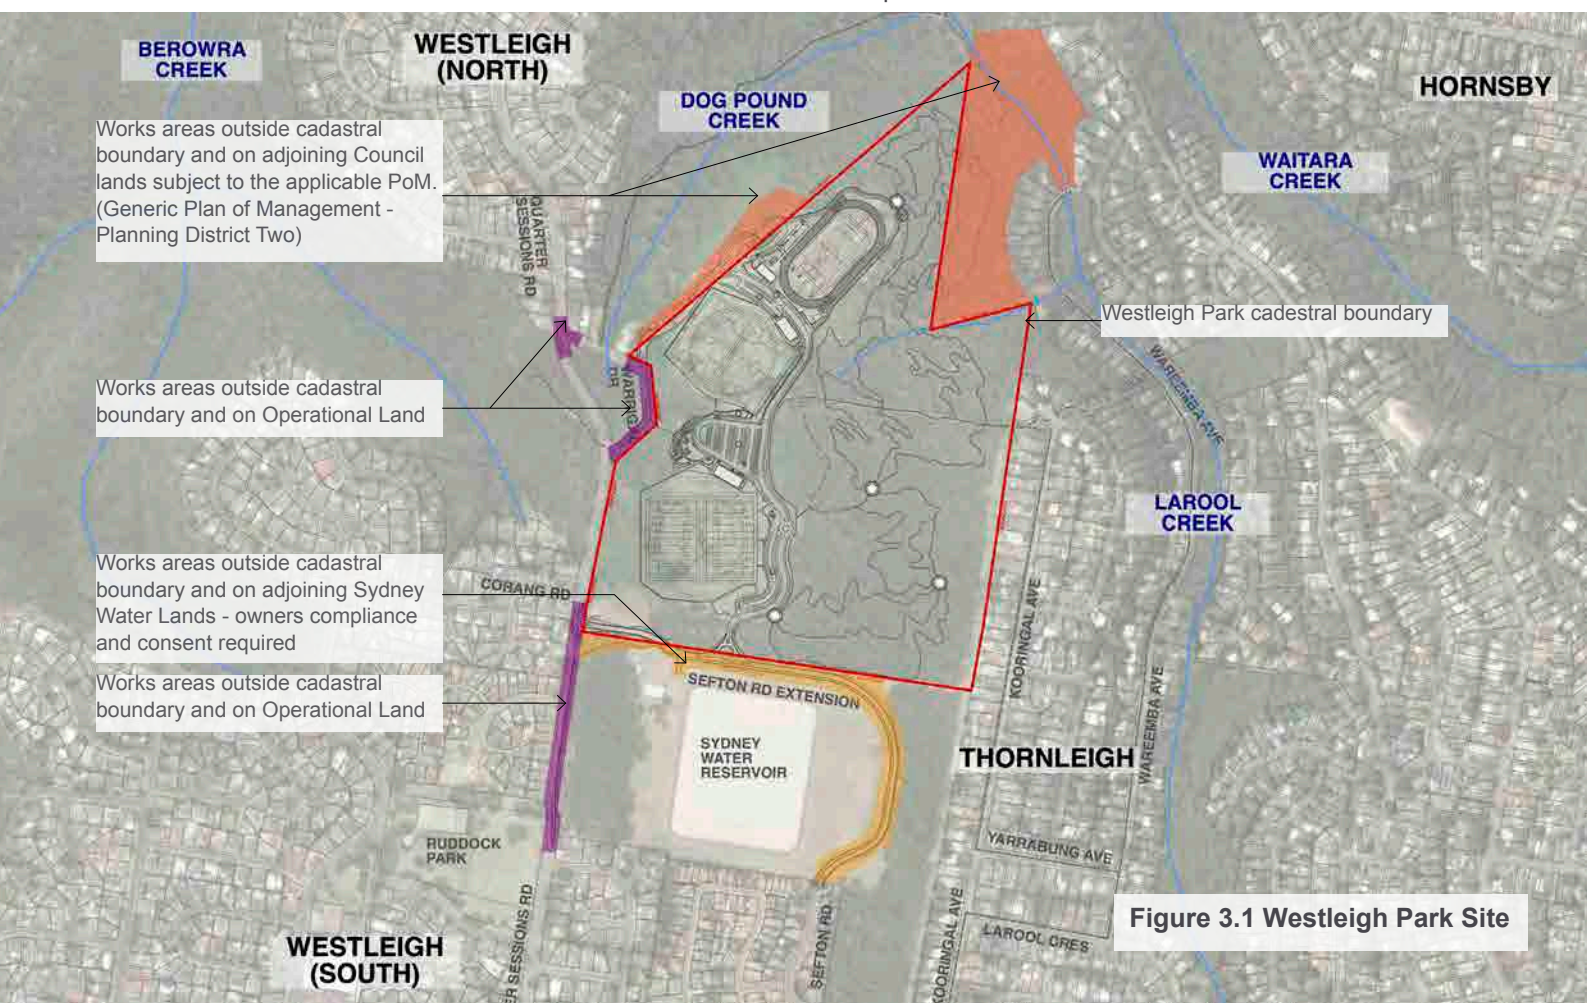 BEROWRA
CREEK
WESTLEIGH
(NORTH)
DOG POUND
CREEK
HORNSBY
WAITARA
CREEK
Works areas outside cadastral
boundary and on adjoining Council
lands subject to the applicable PoM.
(Generic Plan of Management -
Planning District Two)
QUARTER
SESSIONS RD
Westleigh Park cadestral boundary
WAREEMBA AVE
Works areas outside cadastral
boundary and on Operational Land
DR
LAROOL
CREEK
Works areas outside cadastral
boundary and on adjoining Sydney
Water Lands - owners compliance
and consent required
CORANG RD
KOORINGAL AVE
Works areas outside cadastral
boundary and on Operational Land
SEFTON RD EXTENSION
SYDNEY
WATER
RESERVOIR
THORNLEIGH
WAREEMBA AVE
RUDDOCK
PARK
YARRABUNG AVE
ER SESSIONS RD
SEFTON RD
KOORINGAL AVE
LAROOL CRES
Figure 3.1 Westleigh Park Site
WESTLEIGH
(SOUTH)